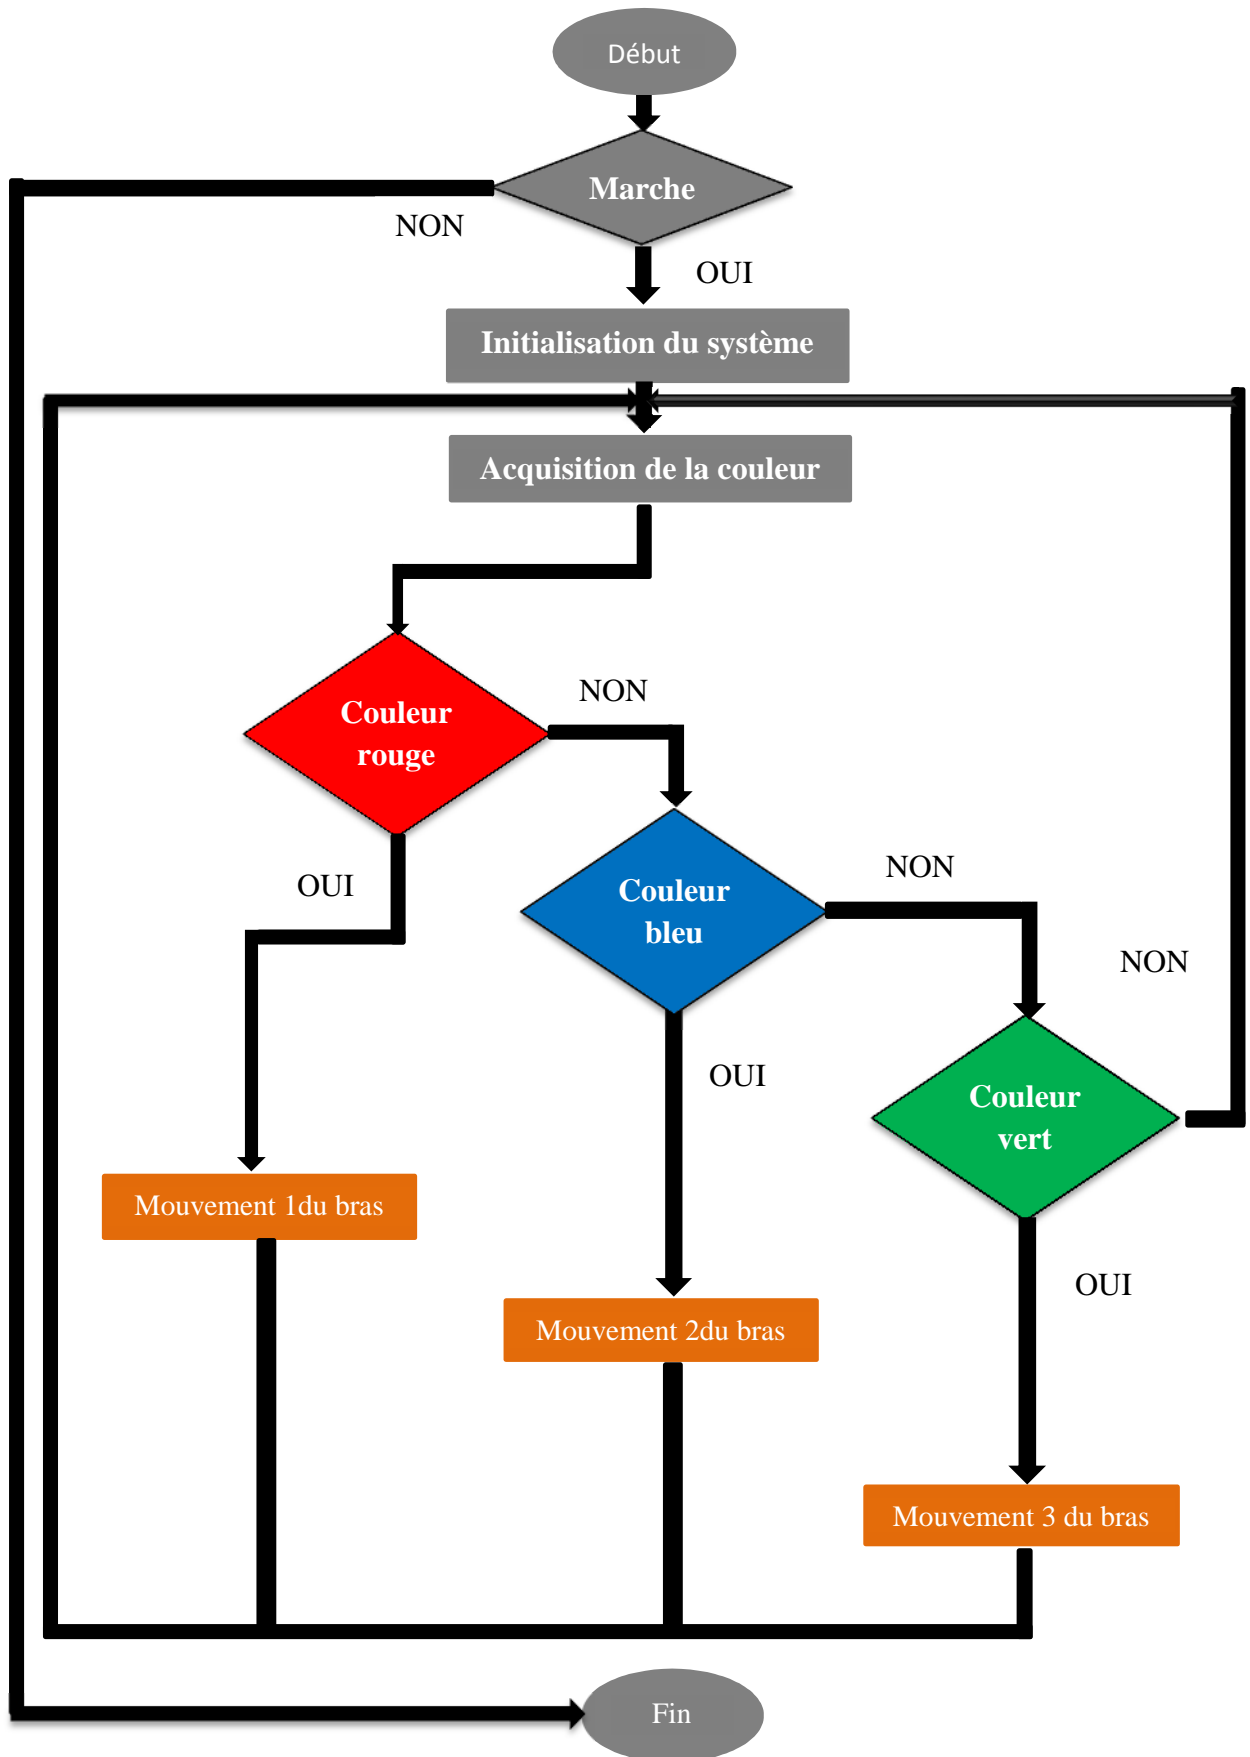 Début
Marche
NON
OUI
Initialisation du système
Acquisition de la couleur
Couleur
rouge
NON
OUI
Couleur
bleu
NON
OUI
Couleur
vert
NON
OUI
Mouvement 1du bras
Mouvement 2du bras
Mouvement 3 du bras
Fin